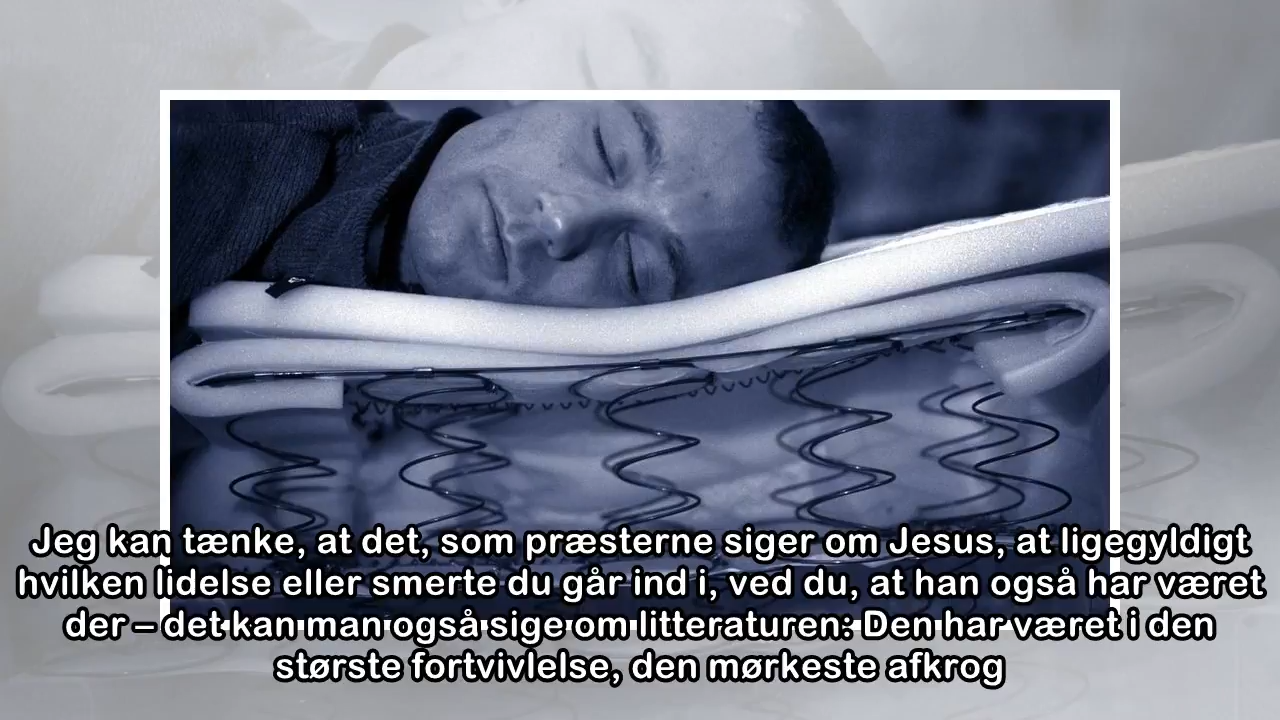 Jeg kan tænke, at det, som præsterne siger om Jesus, at ligegyldigt
hvilken lidelse eller smerte du går ind i, ved du, at han også har været
der – det kan man også sige om litteraturen: Den har været i den
største fortvivlelse, den mørkeste afkrog